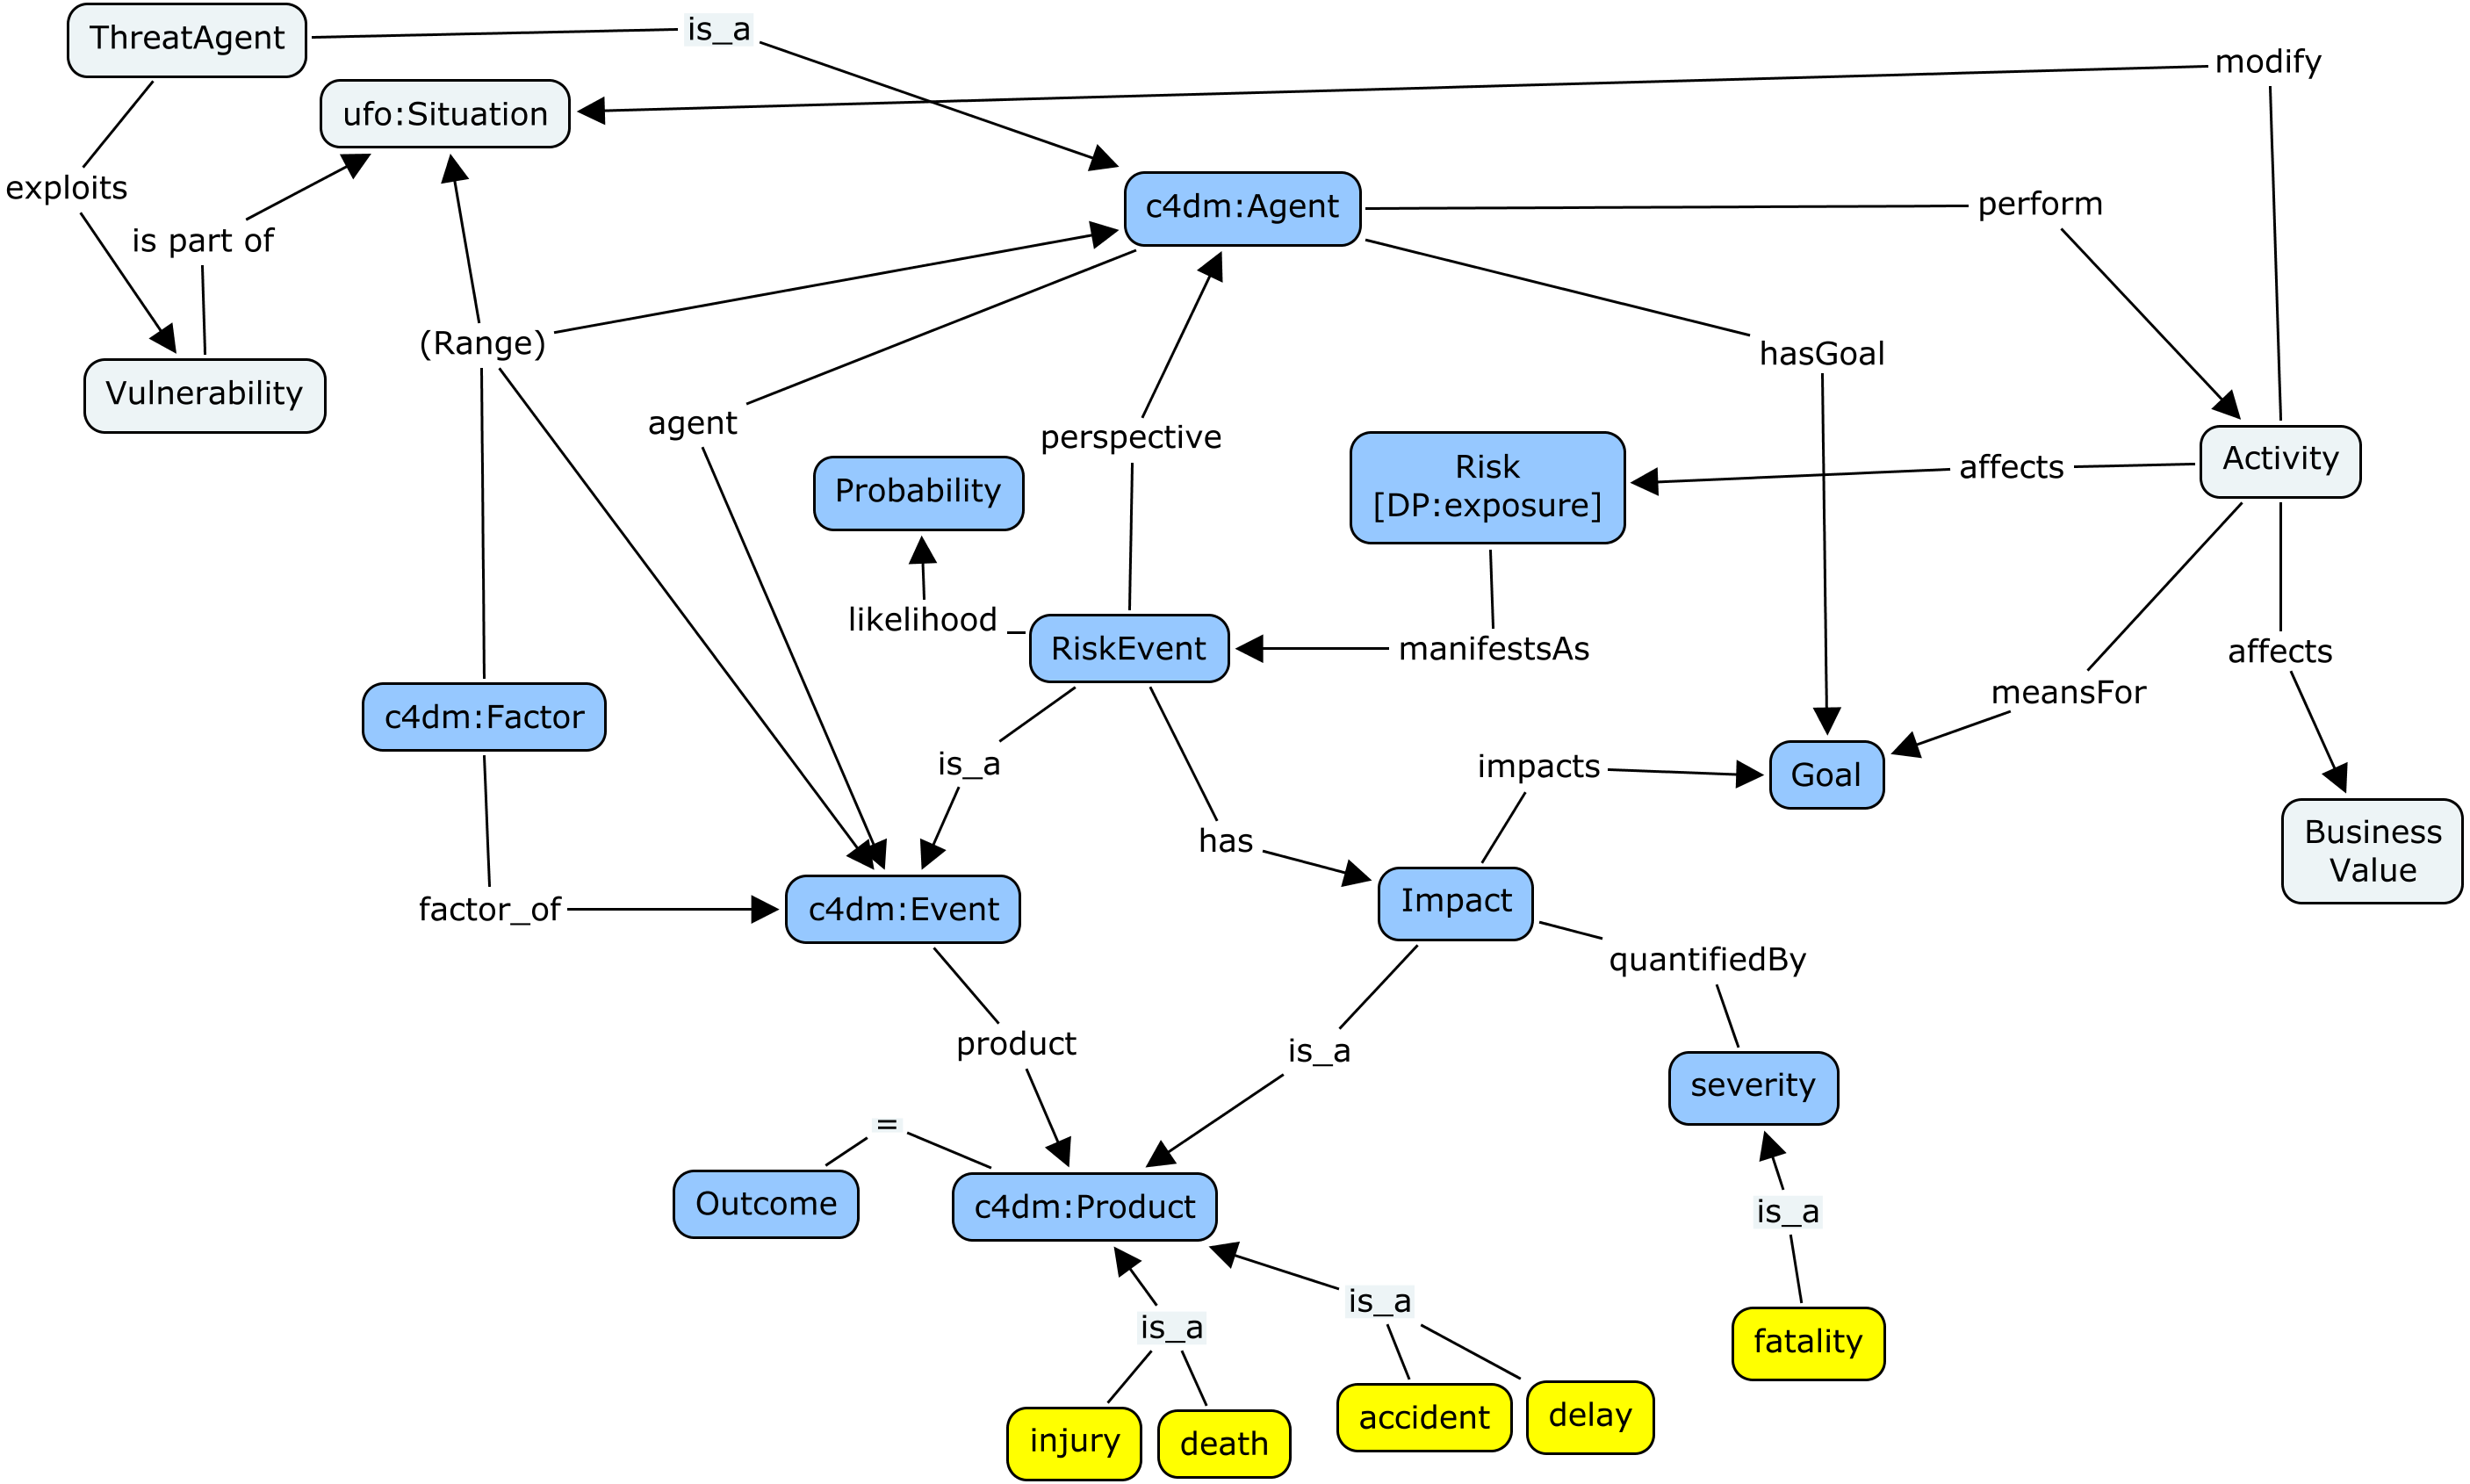 ThreatAgent
is_a
modify
ufo:Situation
exploits
c4dm:Agent
perform
is part of
(Range)
hasGoal
Vulnerability
agent
perspective
Probability
Risk
[DP:exposure]
affects
Activity
likelihood
RiskEvent
manifestsAs
affects
meansFor
c4dm:Factor
is_a
impacts
Goal
has
Business
Value
factor_of
c4dm:Event
Impact
quantifiedBy
product
is_a
severity
=
Outcome
c4dm:Product
is_a
is_a
is_a
fatality
injury
death
accident
delay